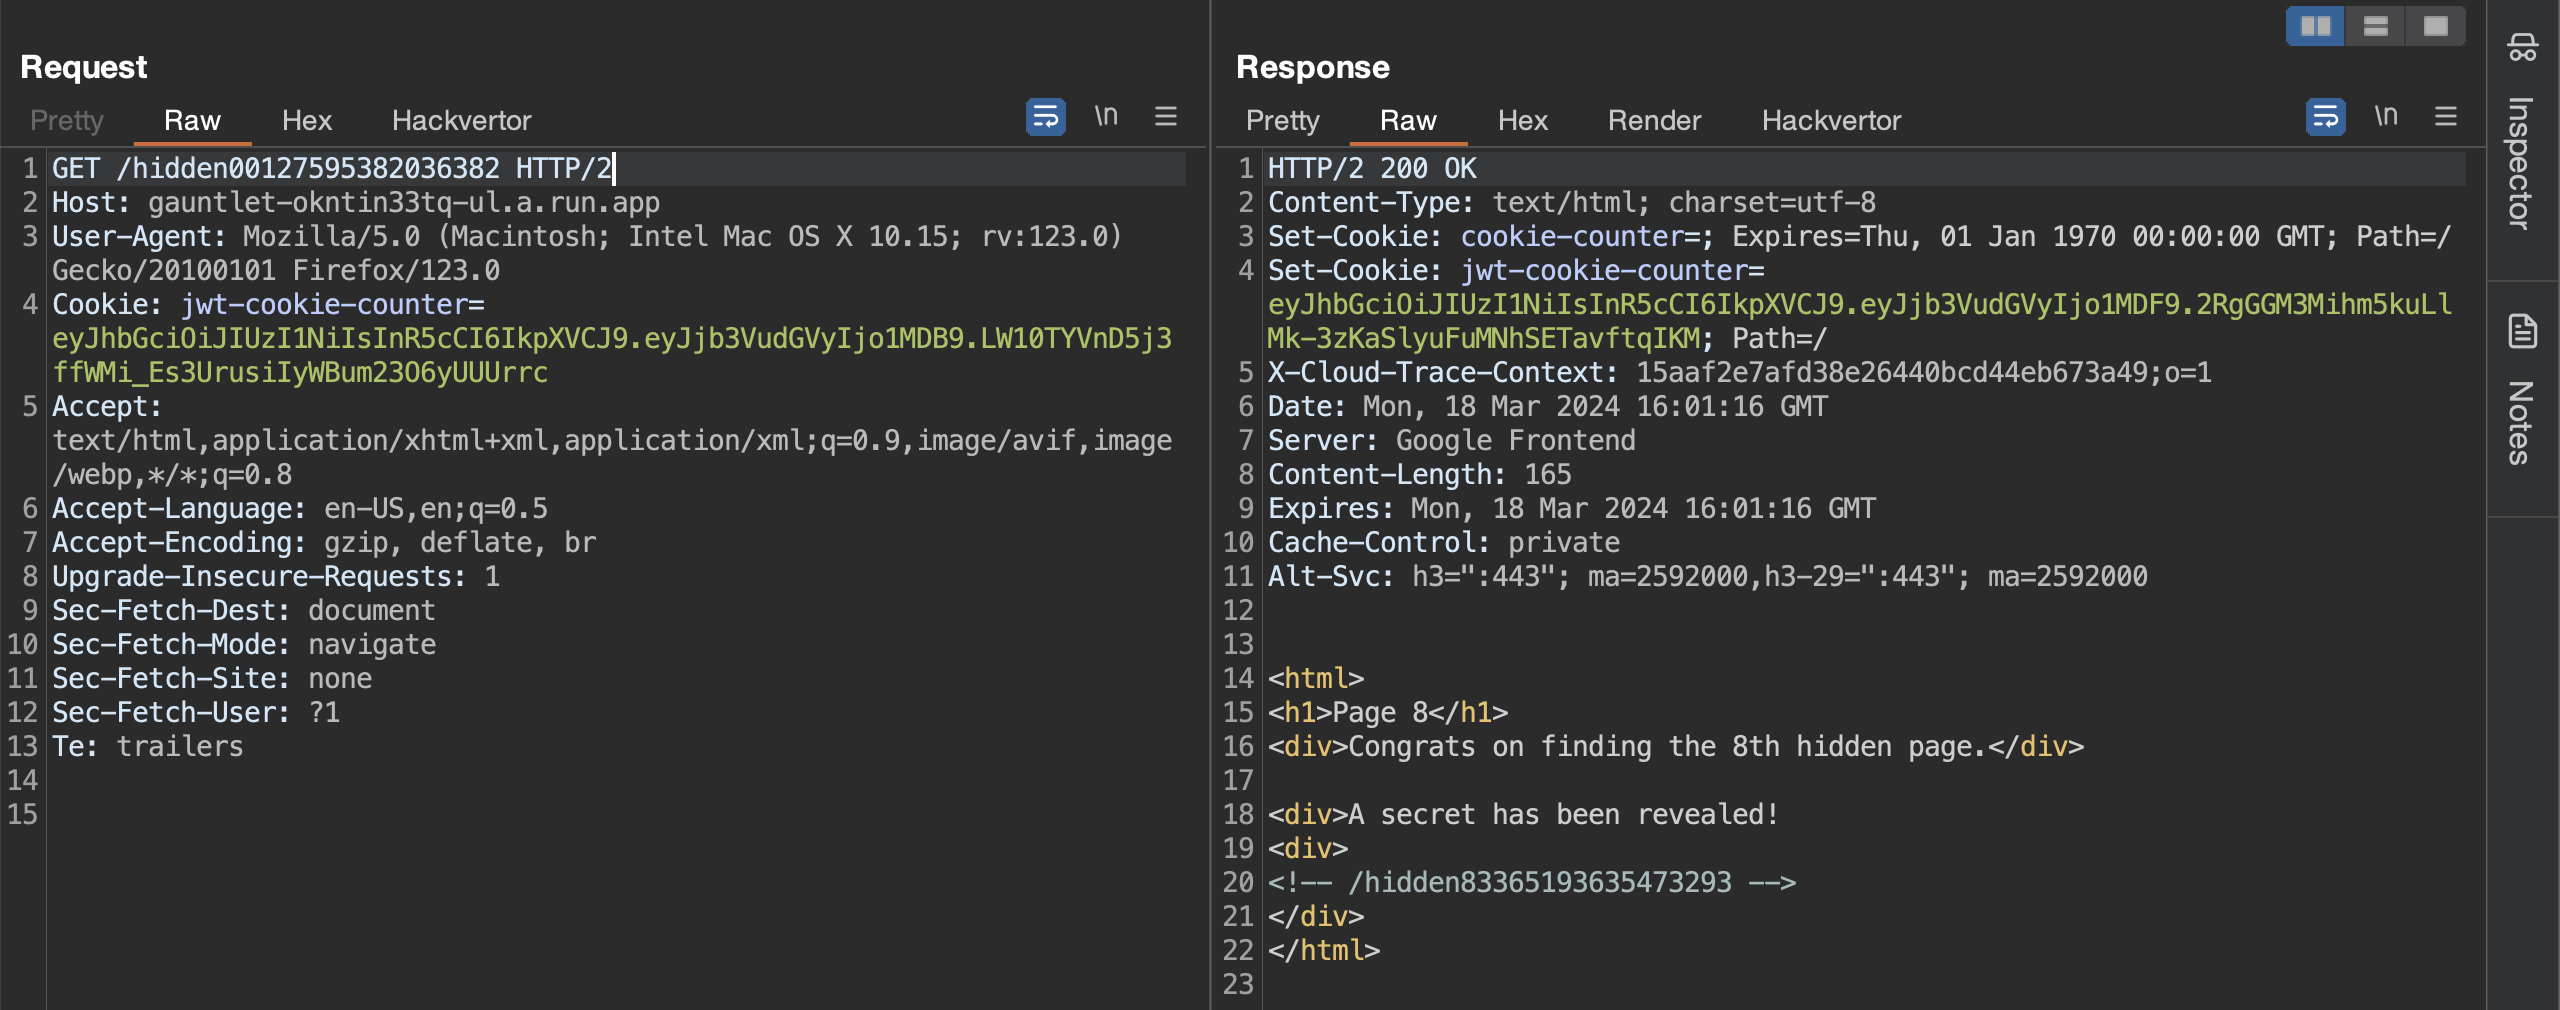 Request
Pretty Raw Hex Hackvertor \n
1 GET /hidden00127595382036382 HTTP/2
2 Host: gauntlet-okntin33tq-ul.a.run.app
3 User-Agent: Mozilla/5.0 (Macintosh; Intel Mac OS X 10.15; rv:123.0)
Gecko/20100101 Firefox/123.0
4 Cookie: jwt-cookie-counter=
eyJhbGciOiJIUzI1NiIsInR5cCI6IkpXVCJ9.eyJjb3VudGVyIjo1MDB9.LW10TYVnD5j3
ffWMi_Es3UrusiIyWBum23O6yUUUrrc
5 Accept:
text/html,application/xhtml+xml,application/xml;q=0.9,image/avif,image
/webp,*/*;q=0.8
6 Accept-Language: en-US,en;q=0.5
7 Accept-Encoding: gzip, deflate, br
8 Upgrade-Insecure-Requests: 1
9 Sec-Fetch-Dest: document
10 Sec-Fetch-Mode: navigate
11 Sec-Fetch-Site: none
12 Sec-Fetch-User: ?1
13 Te: trailers
14
15
Response
Pretty Raw Hex Render Hackvertor \n
1 HTTP/2 200 OK
2 Content-Type: text/html; charset=utf-8
3 Set-Cookie: cookie-counter=; Expires=Thu, 01 Jan 1970 00:00:00 GMT; Path=/
4 Set-Cookie: jwt-cookie-counter=
eyJhbGciOiJIUzI1NiIsInR5cCI6IkpXVCJ9.eyJjb3VudGVyIjo1MDF9.2RgGGM3Mihm5kuLl
Mk-3zKaSlyuFuMNhSETavftqIKM; Path=/
5 X-Cloud-Trace-Context: 15aaf2e7afd38e26440bcd44eb673a49;o=1
6 Date: Mon, 18 Mar 2024 16:01:16 GMT
7 Server: Google Frontend
8 Content-Length: 165
9 Expires: Mon, 18 Mar 2024 16:01:16 GMT
10 Cache-Control: private
11 Alt-Svc: h3=":443"; ma=2592000,h3-29=":443"; ma=2592000
12
13
14 <html>
15 <h1>Page 8</h1>
16 <div>Congrats on finding the 8th hidden page.</div>
17
18 <div>A secret has been revealed!
19 <div>
20 <!-- /hidden83365193635473293 -->
21 </div>
22 </html>
23
Inspector
Notes